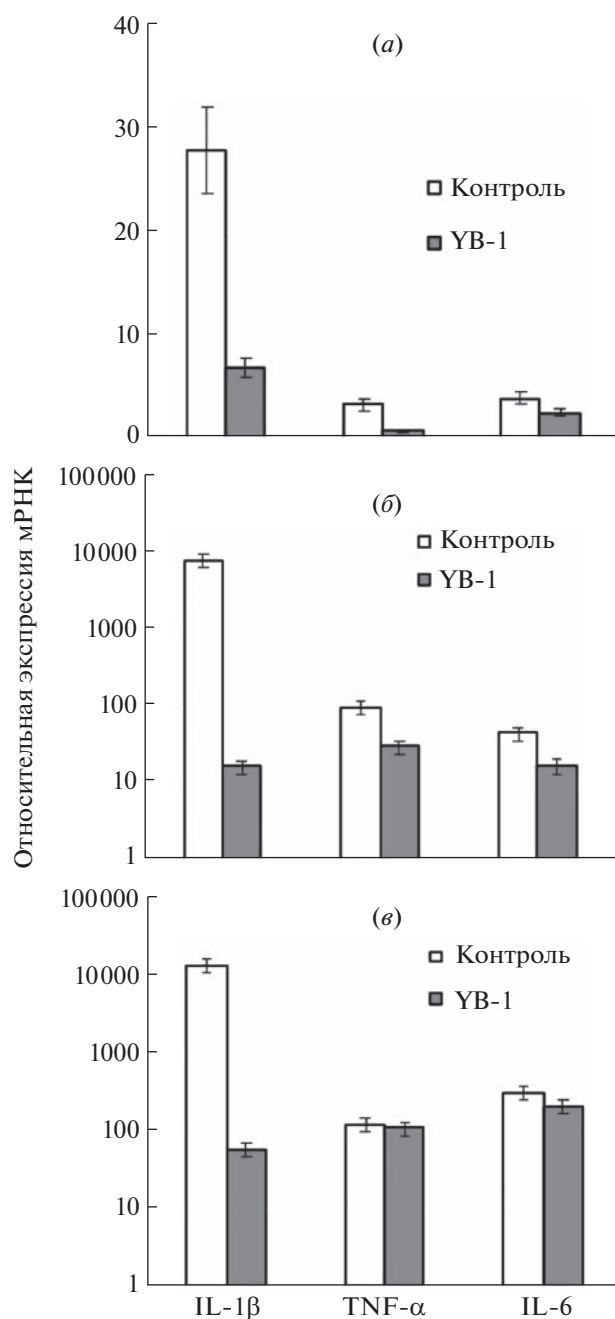 Относительная экспрессия мРНК
(а)
40
30
20
10
0
Контроль
YB-1
(б)
100000
10000
1000
100
10
1
Контроль
YB-1
(в)
100000
10000
1000
100
10
1
Контроль
YB-1
IL-1β TNF-α IL-6